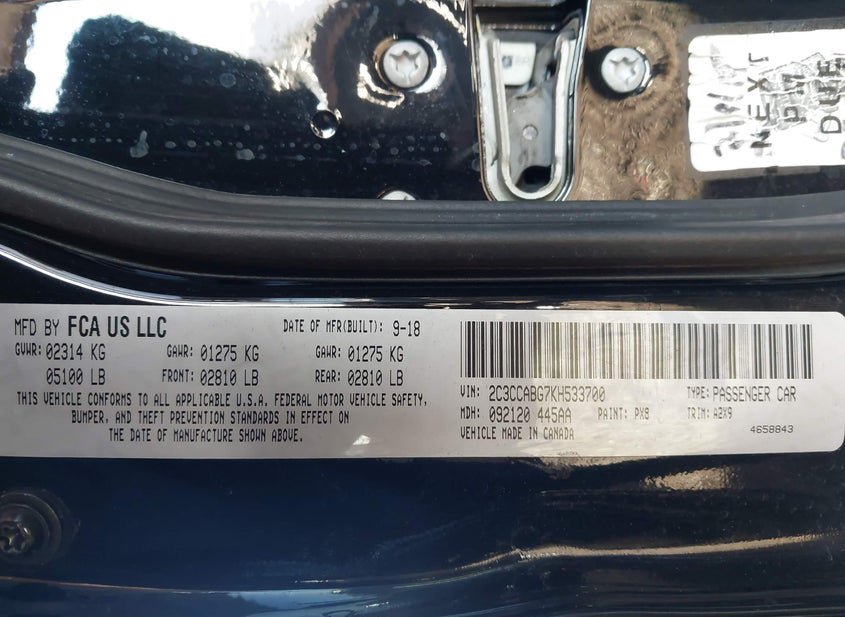 NEXT
MFD BY FCA US LLC
DATE OF MFR(BUILT): 9-18
GVWR: 02314 KG GAWR: 01275 KG GAWR: 01275 KG
05100 LB FRONT: 02810 LB REAR: 02810 LB
THIS VEHICLE CONFORMS TO ALL APPLICABLE U.S.A. FEDERAL MOTOR VEHICLE SAFETY,
BUMPER, AND THEFT PREVENTION STANDARDS IN EFFECT ON
THE DATE OF MANUFACTURE SHOWN ABOVE.
VIN: 2C3CCABG7KH533700 TYPE: PASSENGER CAR
MDH: 092120 445AA PAINT: PX8 TRIM: A2X9
VEHICLE MADE IN CANADA 4658843